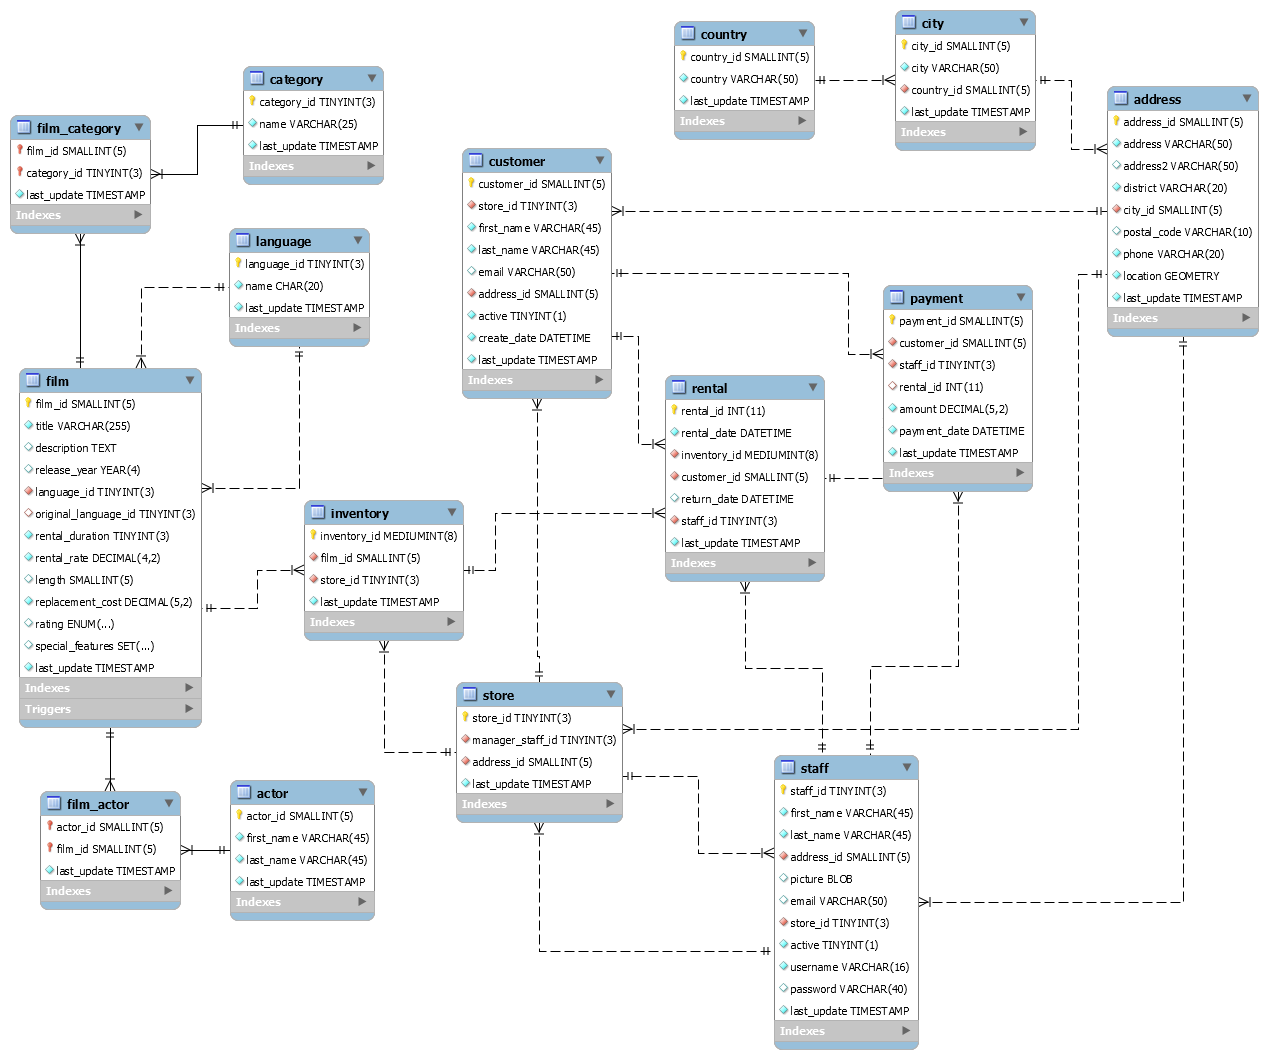 country
country_id SMALLINT(5)
country VARCHAR(50)
last_update TIMESTAMP
Indexes
city
city_id SMALLINT(5)
city VARCHAR(50)
country_id SMALLINT(5)
last_update TIMESTAMP
Indexes
category
category_id TINYINT(3)
name VARCHAR(25)
last_update TIMESTAMP
Indexes
address
address_id SMALLINT(5)
address VARCHAR(50)
address2 VARCHAR(50)
district VARCHAR(20)
city_id SMALLINT(5)
postal_code VARCHAR(10)
phone VARCHAR(20)
location GEOMETRY
last_update TIMESTAMP
Indexes
film_category
film_id SMALLINT(5)
category_id TINYINT(3)
last_update TIMESTAMP
Indexes
customer
customer_id SMALLINT(5)
store_id TINYINT(3)
first_name VARCHAR(45)
last_name VARCHAR(45)
email VARCHAR(50)
address_id SMALLINT(5)
active TINYINT(1)
create_date DATETIME
last_update TIMESTAMP
Indexes
language
language_id TINYINT(3)
name CHAR(20)
last_update TIMESTAMP
Indexes
payment
payment_id SMALLINT(5)
customer_id SMALLINT(5)
staff_id TINYINT(3)
rental_id INT(11)
amount DECIMAL(5,2)
payment_date DATETIME
last_update TIMESTAMP
Indexes
film
film_id SMALLINT(5)
title VARCHAR(255)
description TEXT
release_year YEAR(4)
language_id TINYINT(3)
original_language_id TINYINT(3)
rental_duration TINYINT(3)
rental_rate DECIMAL(4,2)
length SMALLINT(5)
replacement_cost DECIMAL(5,2)
rating ENUM(...)
special_features SET(...)
last_update TIMESTAMP
Indexes
Triggers
rental
rental_id INT(11)
rental_date DATETIME
inventory_id MEDIUMINT(8)
customer_id SMALLINT(5)
return_date DATETIME
staff_id TINYINT(3)
last_update TIMESTAMP
Indexes
inventory
inventory_id MEDIUMINT(8)
film_id SMALLINT(5)
store_id TINYINT(3)
last_update TIMESTAMP
Indexes
store
store_id TINYINT(3)
manager_staff_id TINYINT(3)
address_id SMALLINT(5)
last_update TIMESTAMP
Indexes
staff
staff_id TINYINT(3)
first_name VARCHAR(45)
last_name VARCHAR(45)
address_id SMALLINT(5)
picture BLOB
email VARCHAR(50)
store_id TINYINT(3)
active TINYINT(1)
username VARCHAR(16)
password VARCHAR(40)
last_update TIMESTAMP
Indexes
film_actor
actor_id SMALLINT(5)
film_id SMALLINT(5)
last_update TIMESTAMP
Indexes
actor
actor_id SMALLINT(5)
first_name VARCHAR(45)
last_name VARCHAR(45)
last_update TIMESTAMP
Indexes